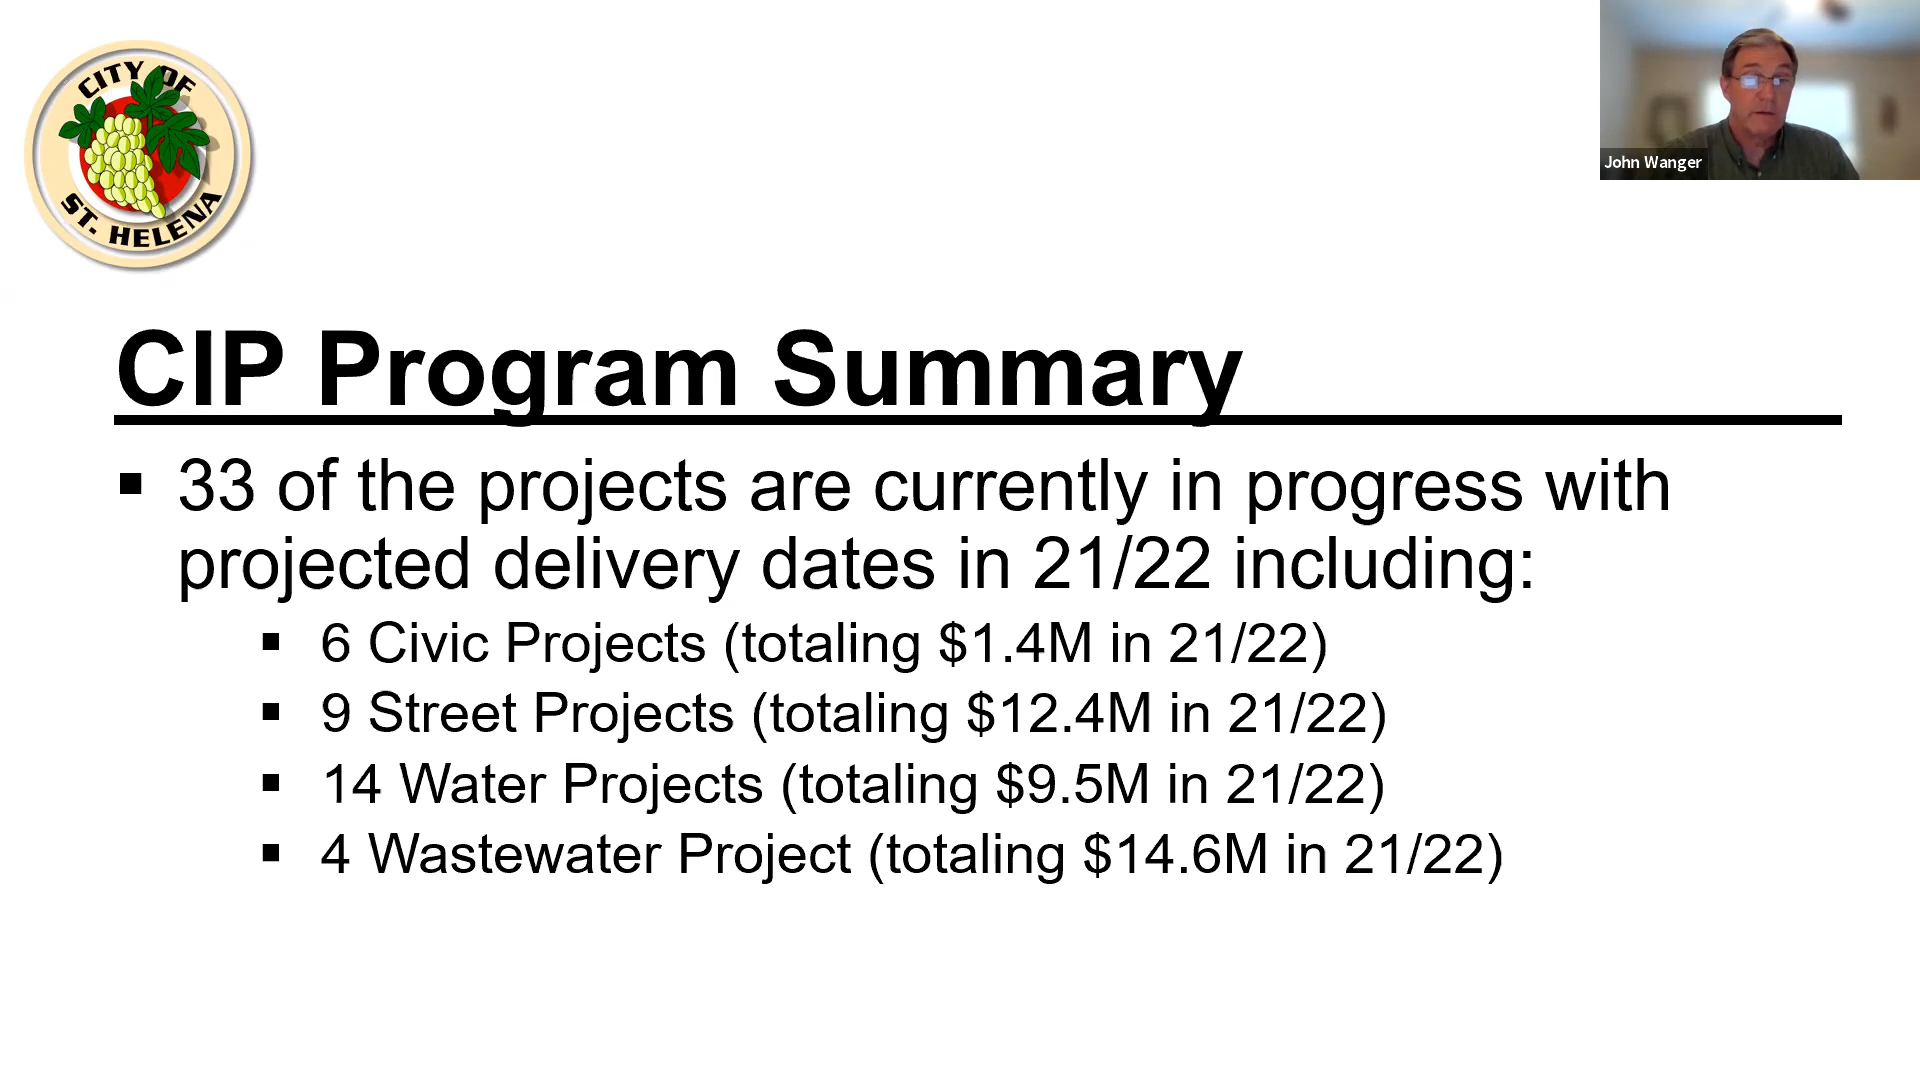 CITY OF
ST. HELENA
John Wanger
CIP Program Summary
▪ 33 of the projects are currently in progress with
projected delivery dates in 21/22 including:
▪ 6 Civic Projects (totaling $1.4M in 21/22)
▪ 9 Street Projects (totaling $12.4M in 21/22)
▪ 14 Water Projects (totaling $9.5M in 21/22)
▪ 4 Wastewater Project (totaling $14.6M in 21/22)